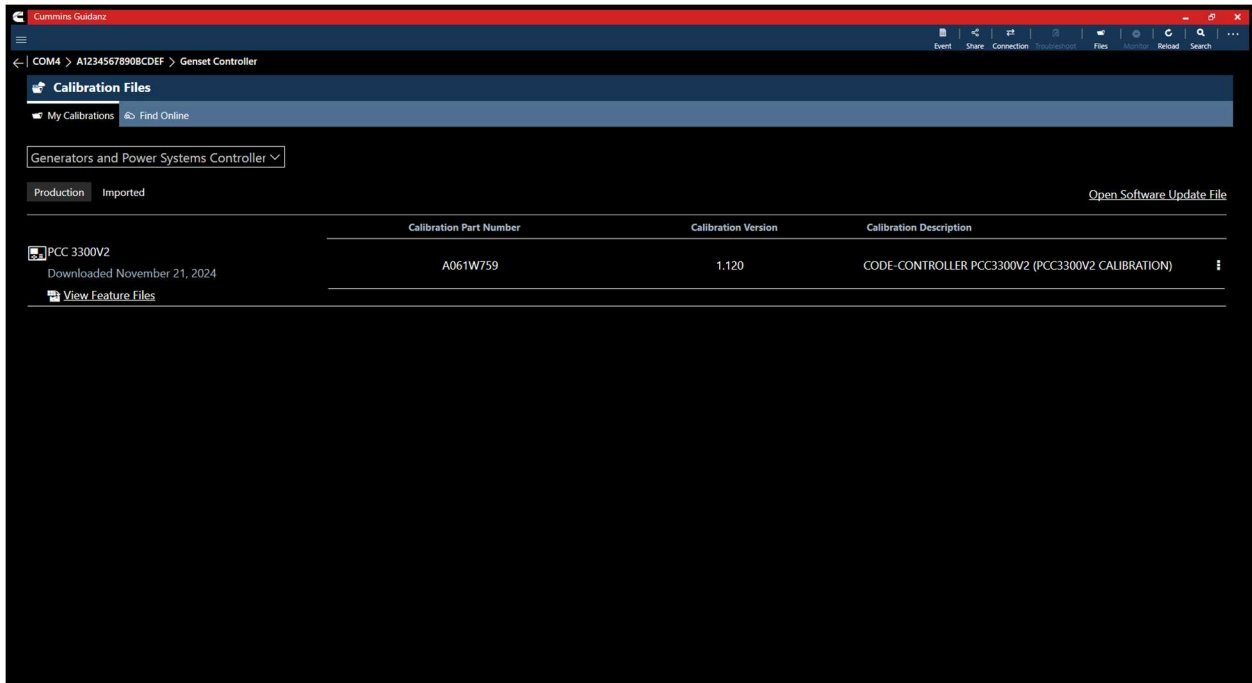 Cummins Guidanz
Event Share Connection Troubleshoot Files Monitor Reload Search
COM4 > A1234567890BCDEF > Genset Controller
Calibration Files
My Calibrations Find Online
Generators and Power Systems Controller
Production Imported
Open Software Update File
Calibration Part Number Calibration Version Calibration Description
PCC 3300V2
Downloaded November 21, 2024
A061W759 1.120 CODE-CONTROLLER PCC3300V2 (PCC3300V2 CALIBRATION)
View Feature Files